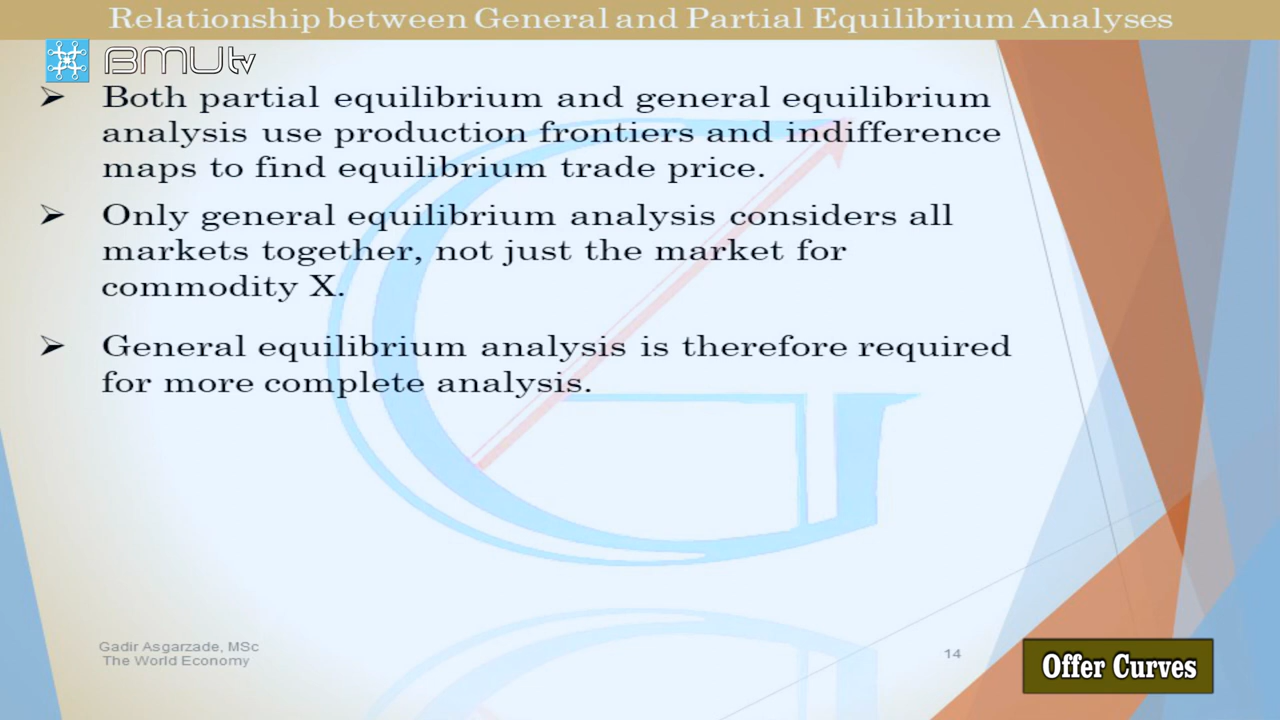 Relationship between General and Partial Equilibrium Analyses
BMUtv
➢ Both partial equilibrium and general equilibrium
analysis use production frontiers and indifference
maps to find equilibrium trade price.
➢ Only general equilibrium analysis considers all
markets together, not just the market for
commodity X.
➢ General equilibrium analysis is therefore required
for more complete analysis.
Gadir Asgarzade, MSc
The World Economy
14
Offer Curves